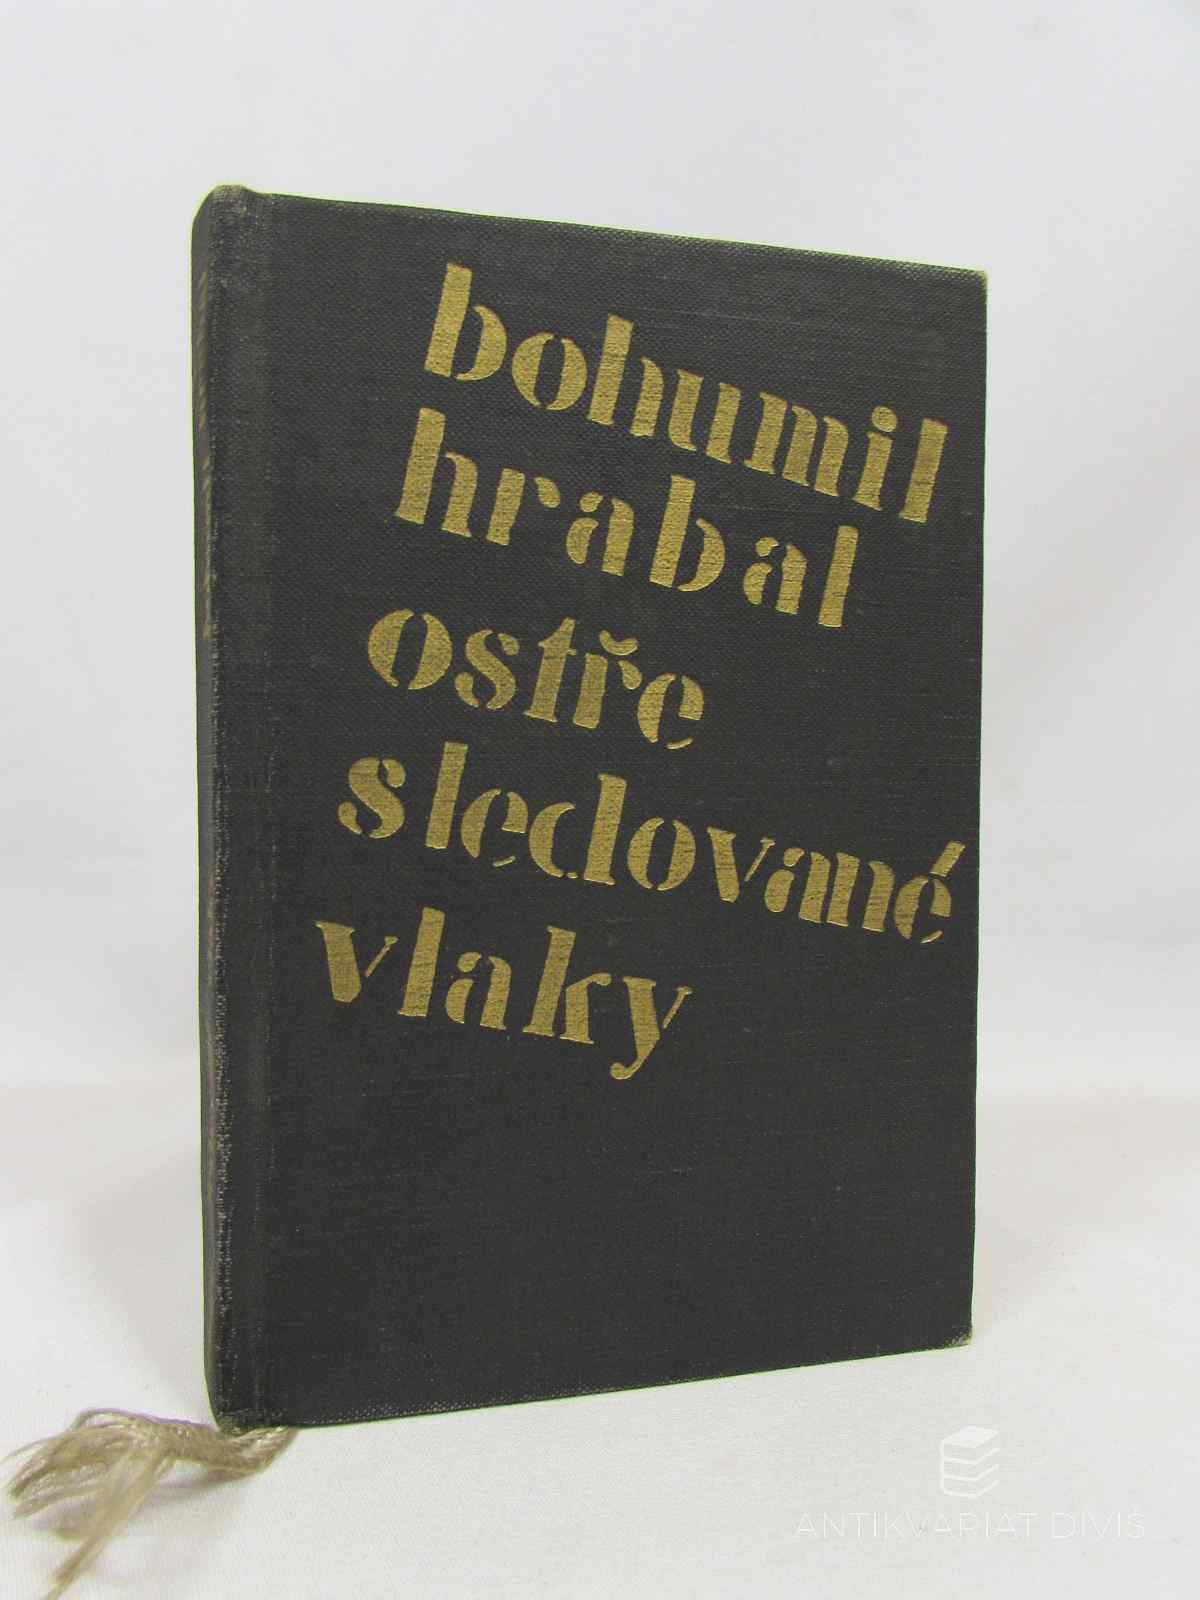 bohumil
hrabal
ostře
sledované
vlaky
ANTIKVARIÁT DIVIŠ